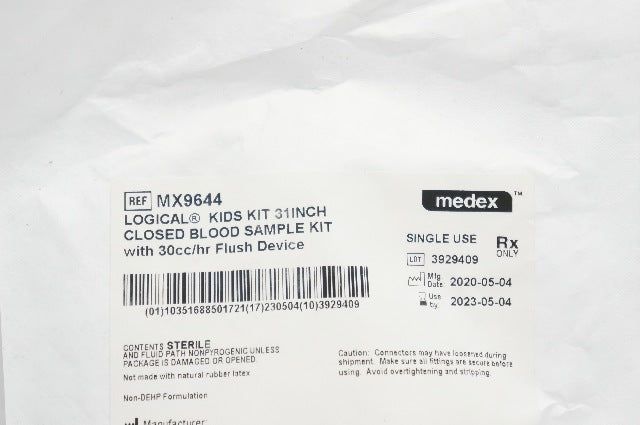 REF MX9644
LOGICAL® KIDS KIT 31INCH
CLOSED BLOOD SAMPLE KIT
with 30cc/hr Flush Device
(01)10351688501721(17)230504(10)3929409
medex™
SINGLE USE Rx ONLY
LOT 3929409
Mfg. Date: 2020-05-04
Use by: 2023-05-04
CONTENTS STERILE
AND FLUID PATH NONPYROGENIC UNLESS
PACKAGE IS DAMAGED OR OPENED
Not made with natural rubber latex
Non-DEHP Formulation
Caution: Connectors may have loosened during
shipment. Make sure all fittings are secure before
using. Avoid overtightening and stripping.
Manufacturer: